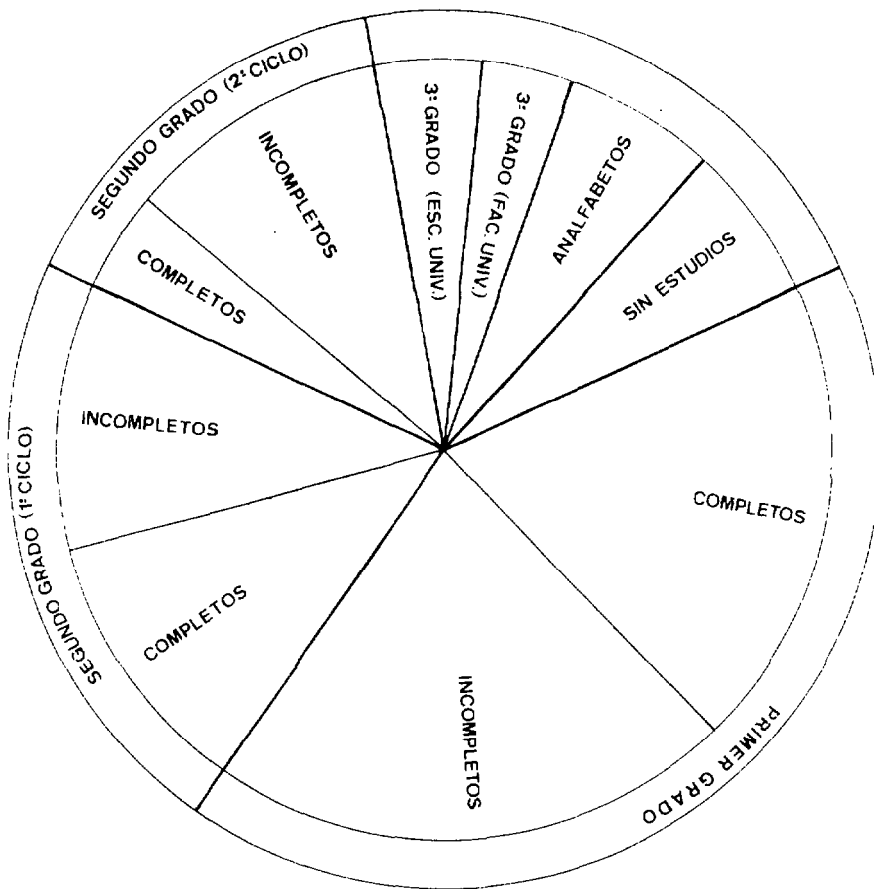 SEGUNDO GRADO (2º CICLO)
INCOMPLETOS
COMPLETOS
3º GRADO (ESC. UNIV.)
3º GRADO (FAC. UNIV.)
ANALFABETOS
SIN ESTUDIOS
COMPLETOS
INCOMPLETOS
PRIMER GRADO
INCOMPLETOS
COMPLETOS
SEGUNDO GRADO (1º CICLO)